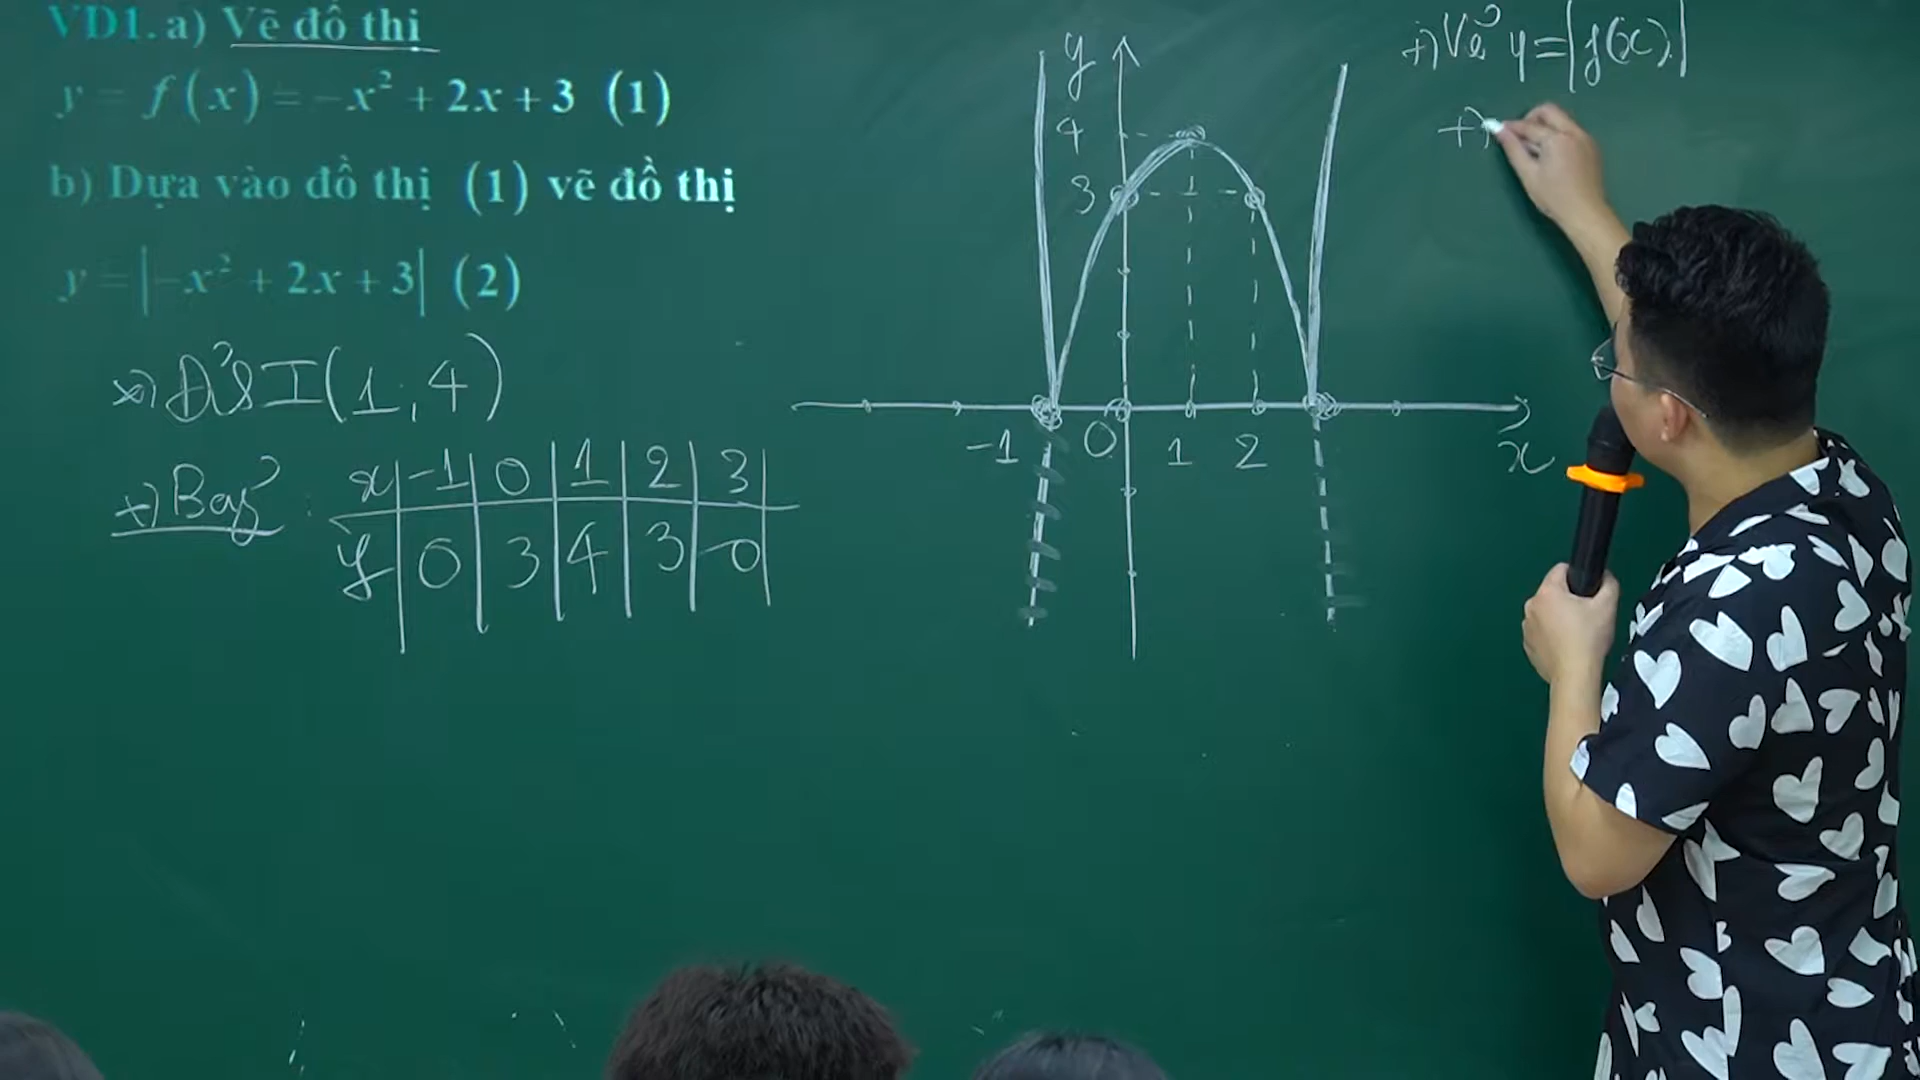 VD1. a) Vẽ đồ thị
y = f(x) = -x² + 2x + 3 (1)
b) Dựa vào đồ thị (1) vẽ đồ thị
y = |-x² + 2x + 3| (2)
I(1; 4)
x | -1 | 0 | 1 | 2 | 3
y | 0 | 3 | 4 | 3 | 0
y
4
3
-1 0 1 2
x
+) Vẽ y = |f(x)|
+)